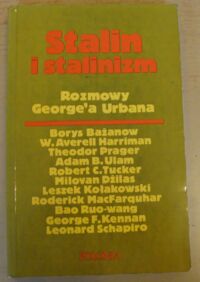 Stalin
i stalinizm
Rozmowy
George'a Urbana
Borys Bażanow
W. Averell Harriman
Theodor Prager
Adam B. Ulam
Robert C. Tucker
Milovan Dżilas
Leszek Kołakowski
Roderick MacFarquhar
Bao Ruo-wang
George F. Kennan
Leonard Schapiro